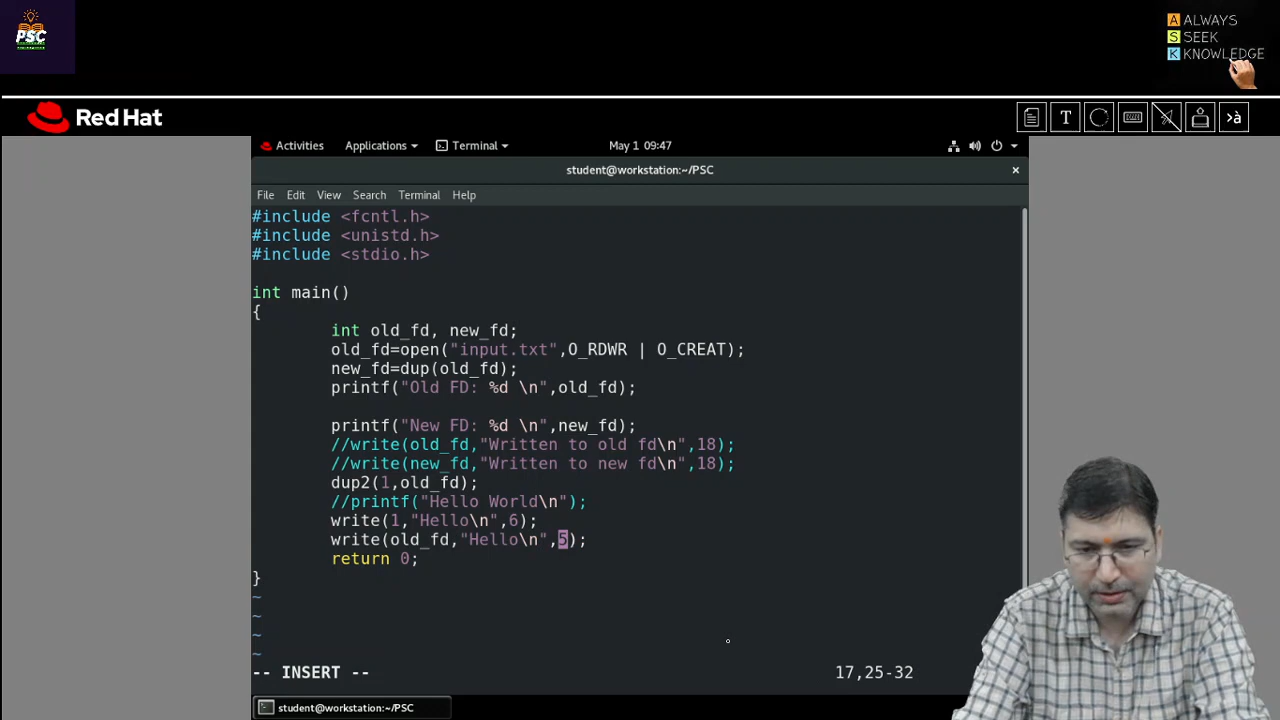 PSC
A ALWAYS
S SEEK
K KNOWLEDGE
Red Hat
T
>à
Activities Applications Terminal May 1 09:47
student@workstation:~/PSC ×
File Edit View Search Terminal Help
#include <fcntl.h>
#include <unistd.h>
#include <stdio.h>
int main()
{
int old_fd, new_fd;
old_fd=open("input.txt",O_RDWR | O_CREAT);
new_fd=dup(old_fd);
printf("Old FD: %d \n",old_fd);
printf("New FD: %d \n",new_fd);
//write(old_fd,"Written to old fd\n",18);
//write(new_fd,"Written to new fd\n",18);
dup2(1,old_fd);
//printf("Hello World\n");
write(1,"Hello\n",6);
write(old_fd,"Hello\n",5);
return 0;
}
~
~
~
~
-- INSERT -- 17,25-32
student@workstation:~/PSC